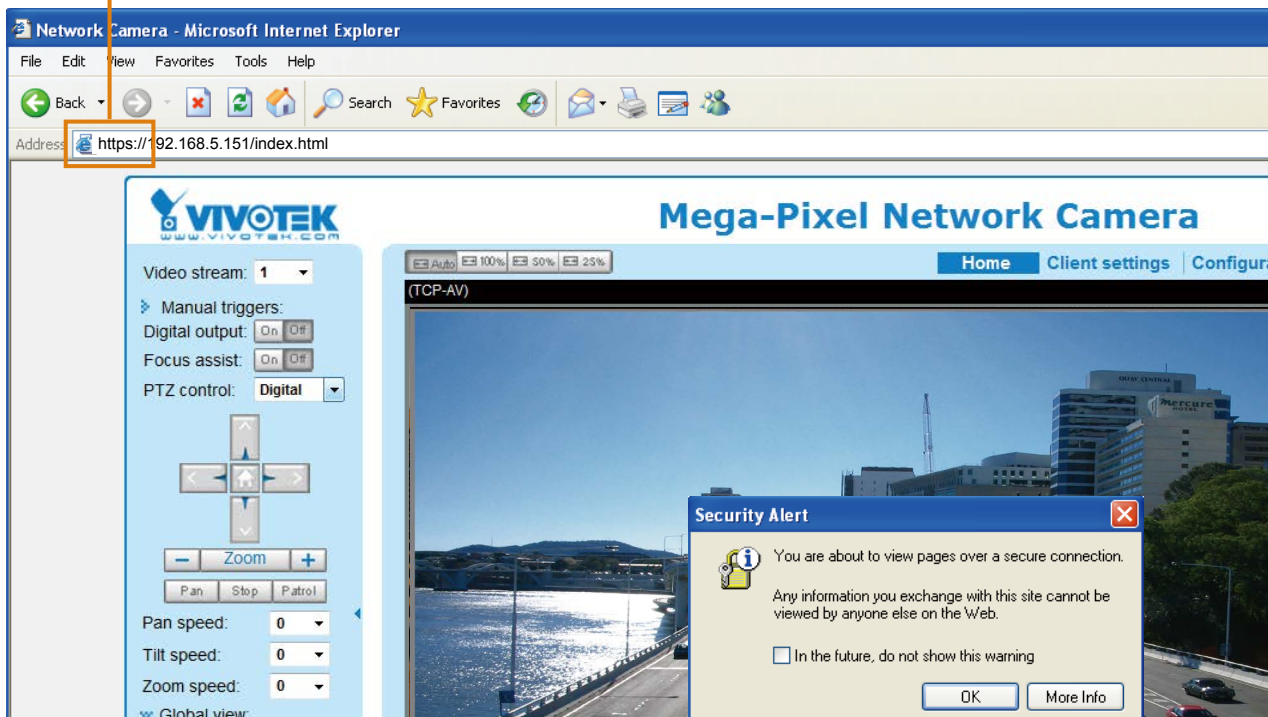 Network Camera - Microsoft Internet Explorer
File Edit View Favorites Tools Help
Back Search Favorites
Address https://192.168.5.151/index.html
VIVOTEK
www.vivotek.com
Mega-Pixel Network Camera
Auto 100% 50% 25%
Home Client settings
(TCP-AV)
Video stream: 1
Manual triggers:
Digital output: On Off
Focus assist: On Off
PTZ control: Digital
− Zoom +
Pan Stop Patrol
Pan speed: 0
Tilt speed: 0
Zoom speed: 0
Global view:
QUAY CENTRAL
Mercure
HOTEL
Security Alert
You are about to view pages over a secure connection.
Any information you exchange with this site cannot be
viewed by anyone else on the Web.
In the future, do not show this warning
OK More Info